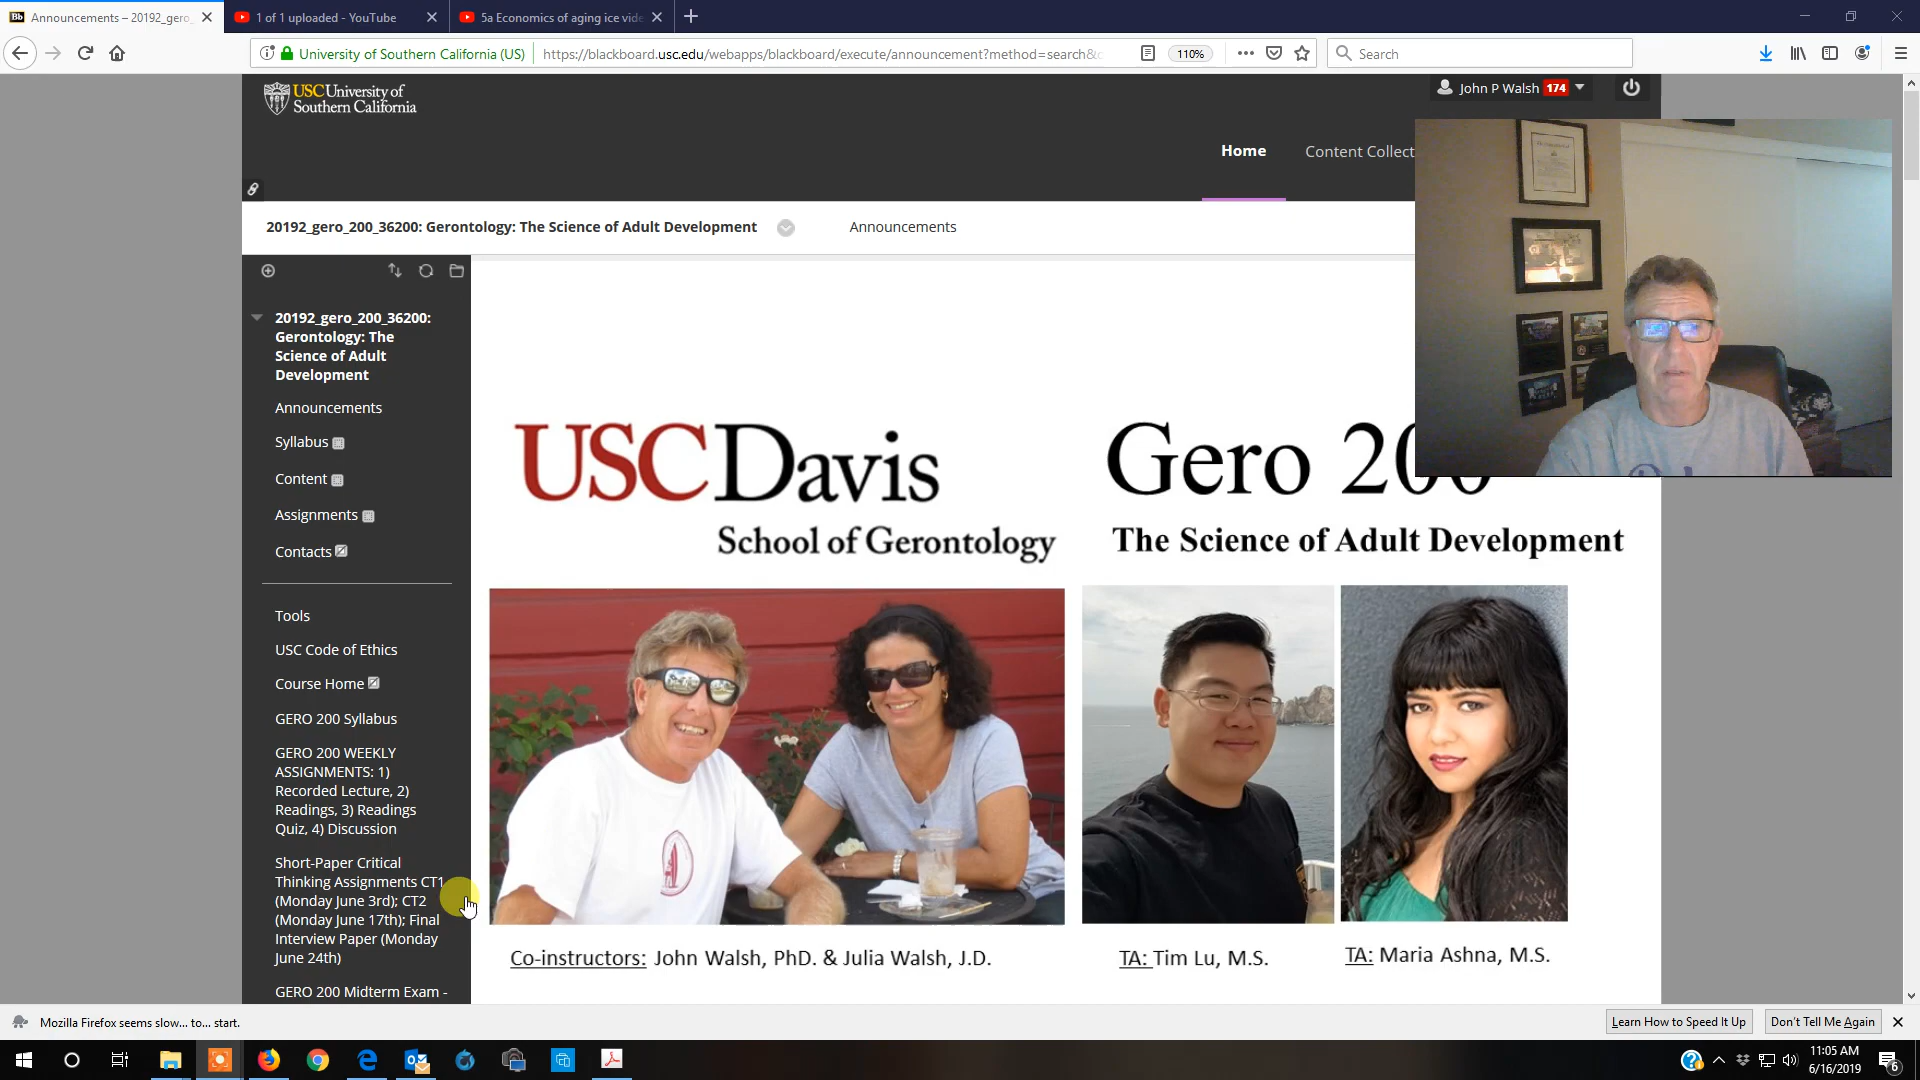 Announcements – 20192_gero_
1 of 1 uploaded - YouTube
5a Economics of aging ice vide
University of Southern California (US)
https://blackboard.usc.edu/webapps/blackboard/execute/announcement?method=search&c
110%
Search
USC University of
Southern California
John P Walsh 174
Home
Content Collect
20192_gero_200_36200: Gerontology: The Science of Adult Development
Announcements
20192_gero_200_36200:
Gerontology: The
Science of Adult
Development
Announcements
Syllabus
Content
Assignments
Contacts
Tools
USC Code of Ethics
Course Home
GERO 200 Syllabus
GERO 200 WEEKLY
ASSIGNMENTS: 1)
Recorded Lecture, 2)
Readings, 3) Readings
Quiz, 4) Discussion
Short-Paper Critical
Thinking Assignments CT1
(Monday June 3rd); CT2
(Monday June 17th); Final
Interview Paper (Monday
June 24th)
GERO 200 Midterm Exam -
USC Davis
School of Gerontology
Gero 200
The Science of Adult Development
Co-instructors: John Walsh, PhD. & Julia Walsh, J.D.
TA: Tim Lu, M.S.
TA: Maria Ashna, M.S.
Mozilla Firefox seems slow... to... start.
Learn How to Speed It Up
Don't Tell Me Again
11:05 AM
6/16/2019
6